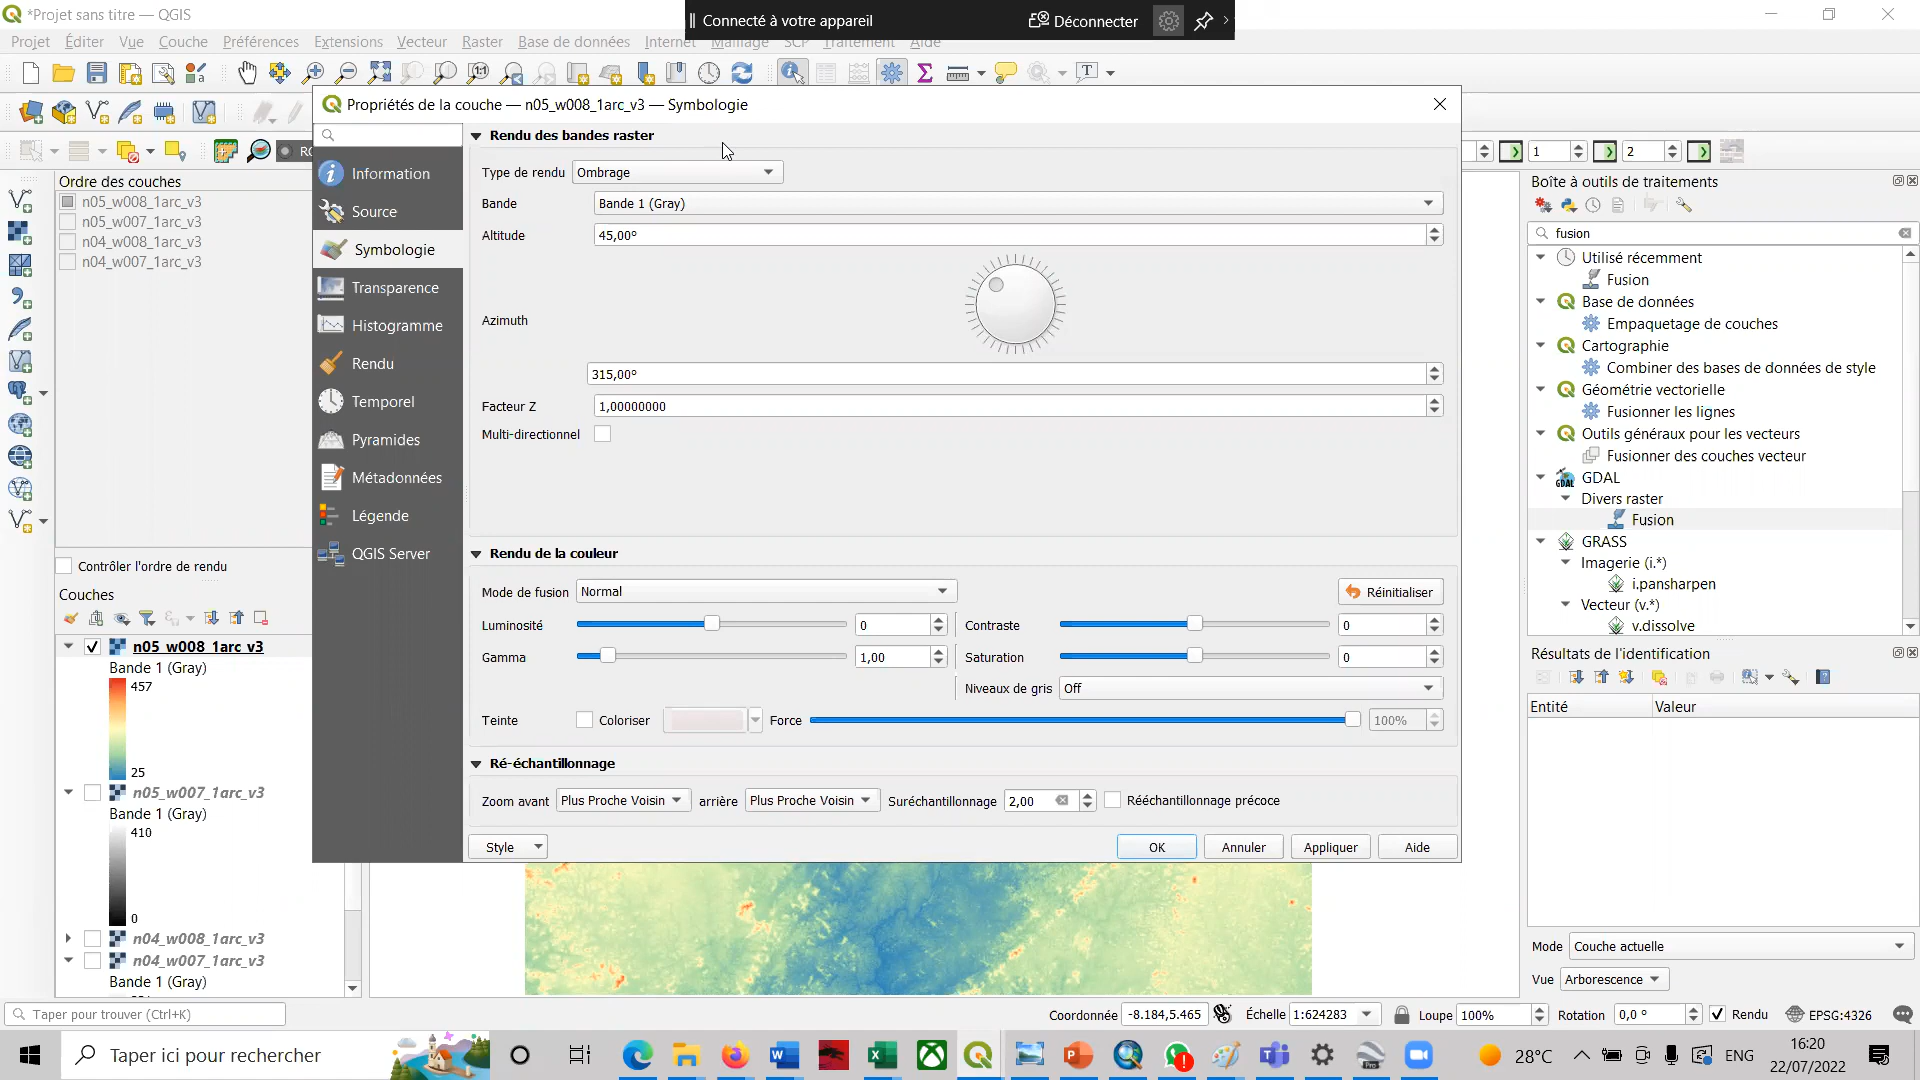 *Projet sans titre — QGIS
Connecté à votre appareil
Déconnecter
Projet Éditer Vue Couche Préférences Extensions Vecteur Raster Base de données Internet Maillage SCP Traitement Aide
Propriétés de la couche — n05_w008_1arc_v3 — Symbologie
Information
Source
Symbologie
Transparence
Histogramme
Rendu
Temporel
Pyramides
Métadonnées
Légende
QGIS Server
Rendu des bandes raster
Type de rendu Ombrage
Bande Bande 1 (Gray)
Altitude 45,00°
Azimuth
315,00°
Facteur Z 1,00000000
Multi-directionnel
Rendu de la couleur
Mode de fusion Normal
Réinitialiser
Luminosité 0 Contraste 0
Gamma 1,00 Saturation 0
Niveaux de gris Off
Teinte Coloriser Force 100%
Ré-échantillonnage
Zoom avant Plus Proche Voisin arrière Plus Proche Voisin Suréchantillonnage 2,00 Rééchantillonnage précoce
Style OK Annuler Appliquer Aide
Ordre des couches
n05_w008_1arc_v3
n05_w007_1arc_v3
n04_w008_1arc_v3
n04_w007_1arc_v3
Contrôler l'ordre de rendu
Couches
n05_w008_1arc_v3
Bande 1 (Gray)
457
25
n05_w007_1arc_v3
Bande 1 (Gray)
410
0
n04_w008_1arc_v3
n04_w007_1arc_v3
Bande 1 (Gray)
1 2
Boîte à outils de traitements
fusion
Utilisé récemment
Fusion
Base de données
Empaquetage de couches
Cartographie
Combiner des bases de données de style
Géométrie vectorielle
Fusionner les lignes
Outils généraux pour les vecteurs
Fusionner des couches vecteur
GDAL
Divers raster
Fusion
GRASS
Imagerie (i.*)
i.pansharpen
Vecteur (v.*)
v.dissolve
Résultats de l'identification
Entité Valeur
Mode Couche actuelle
Vue Arborescence
Taper pour trouver (Ctrl+K)
Coordonnée -8.184,5.465 Échelle 1:624283 Loupe 100% Rotation 0,0 ° Rendu EPSG:4326
Taper ici pour rechercher
28°C
ENG
16:20
22/07/2022